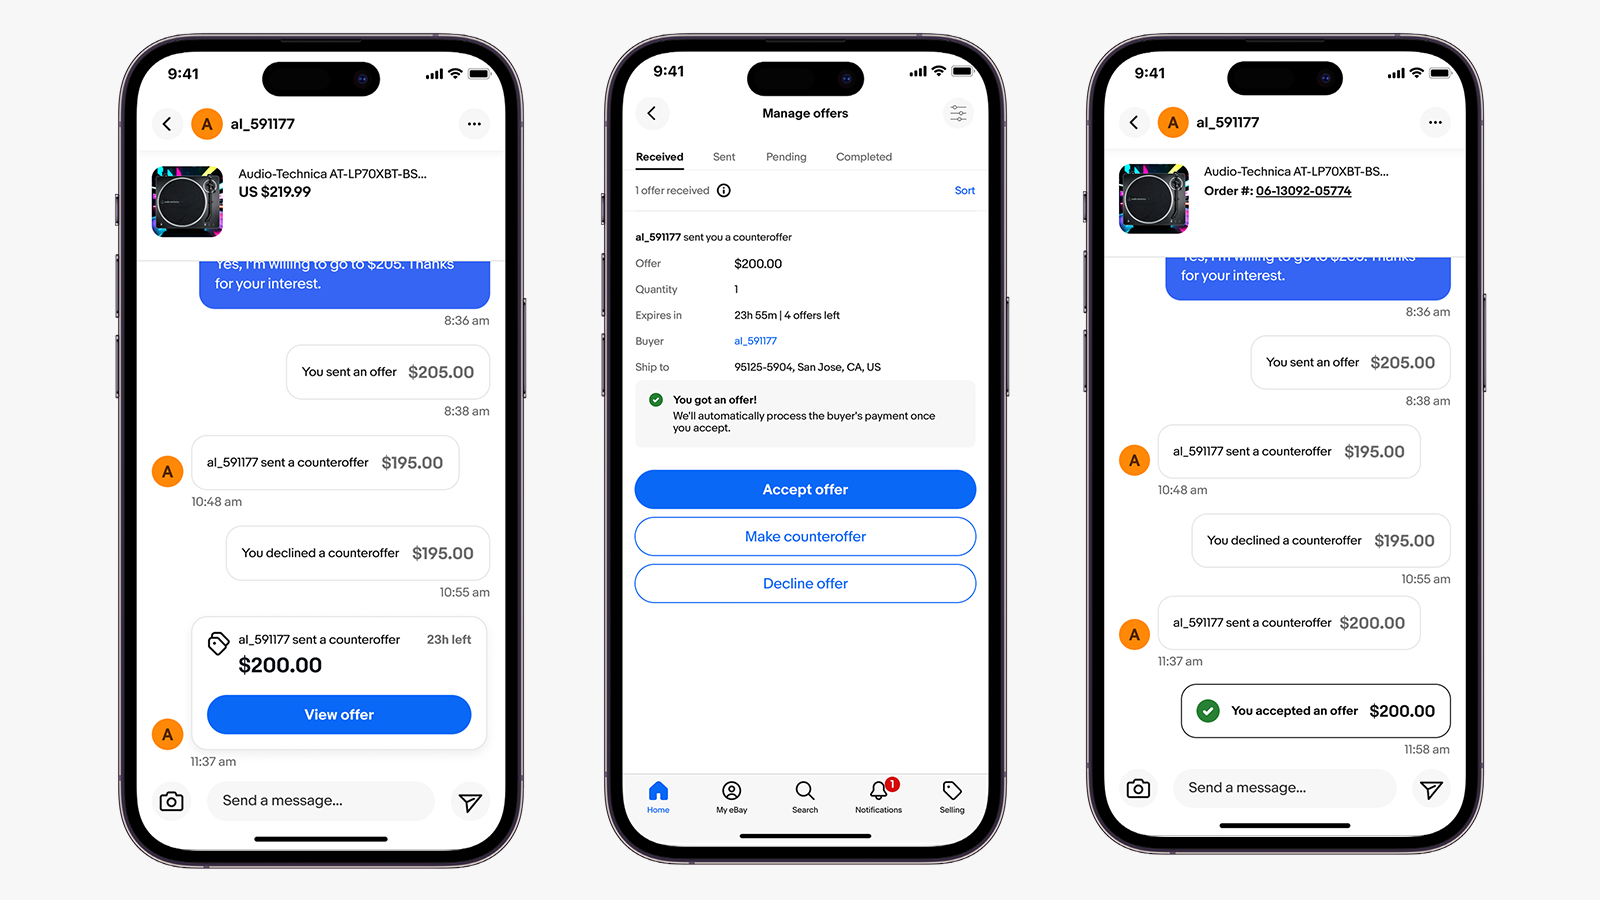 9:41
A
al_591177
Audio-Technica AT-LP70XBT-BS...
US $219.99
Yes, I'm willing to go to $205. Thanks
for your interest.
8:36 am
You sent an offer $205.00
8:38 am
al_591177 sent a counteroffer $195.00
A
10:48 am
You declined a counteroffer $195.00
10:55 am
al_591177 sent a counteroffer 23h left
$200.00
View offer
A
11:37 am
Send a message...
9:41
Manage offers
Received Sent Pending Completed
1 offer received Sort
al_591177 sent you a counteroffer
Offer $200.00
Quantity 1
Expires in 23h 55m | 4 offers left
Buyer al_591177
Ship to 95125-5904, San Jose, CA, US
You got an offer!
We'll automatically process the buyer's payment once
you accept.
Accept offer
Make counteroffer
Decline offer
1
Home My eBay Search Notifications Selling
9:41
A
al_591177
Audio-Technica AT-LP70XBT-BS...
Order #: 06-13092-05774
Yes, I'm willing to go to $205. Thanks
for your interest.
8:36 am
You sent an offer $205.00
8:38 am
al_591177 sent a counteroffer $195.00
A
10:48 am
You declined a counteroffer $195.00
10:55 am
al_591177 sent a counteroffer $200.00
A
11:37 am
You accepted an offer $200.00
11:58 am
Send a message...